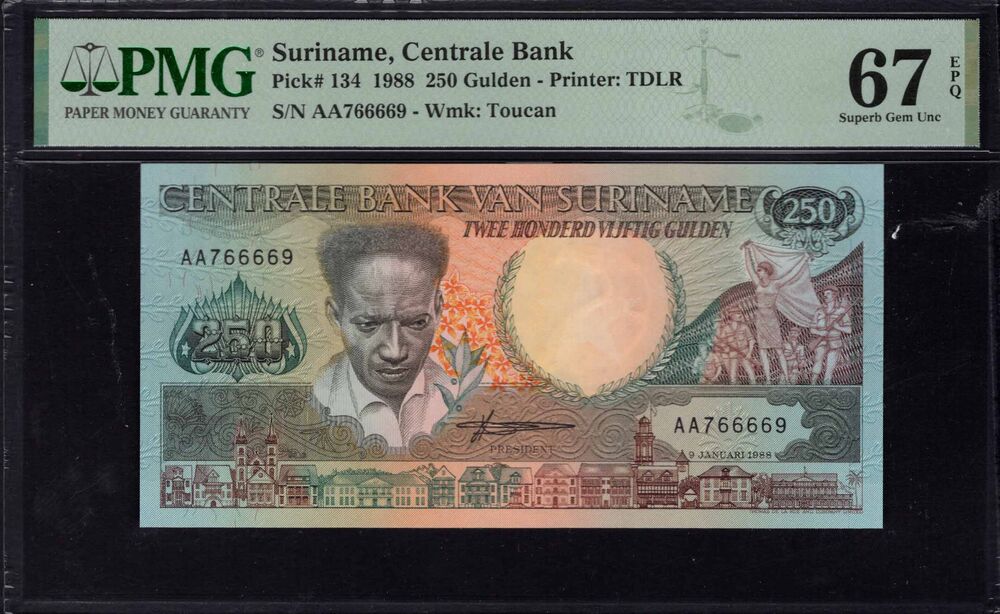 PMG®
PAPER MONEY GUARANTY
Suriname, Centrale Bank
Pick# 134 1988 250 Gulden - Printer: TDLR
S/N AA766669 - Wmk: Toucan
67
EPQ
Superb Gem Unc
CENTRALE BANK VAN SURINAME
250
TWEE HONDERD VIJFTIG GULDEN
AA766669
250
AA766669
PRESIDENT
9 JANUARI 1988